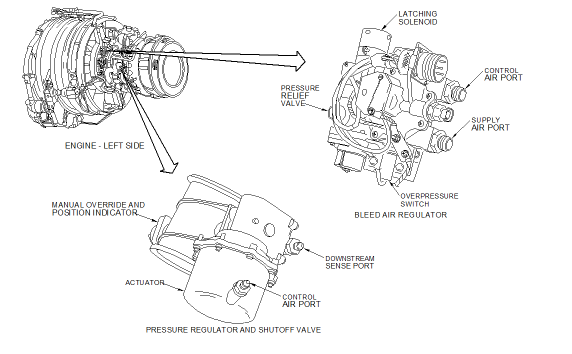 LATCHING
SOLENOID
CONTROL
AIR PORT
PRESSURE
RELIEF
VALVE
SUPPLY
AIR PORT
ENGINE - LEFT SIDE
OVERPRESSURE
SWITCH
BLEED AIR REGULATOR
MANUAL OVERRIDE AND
POSITION INDICATOR
DOWNSTREAM
SENSE PORT
ACTUATOR
CONTROL
AIR PORT
PRESSURE REGULATOR AND SHUTOFF VALVE